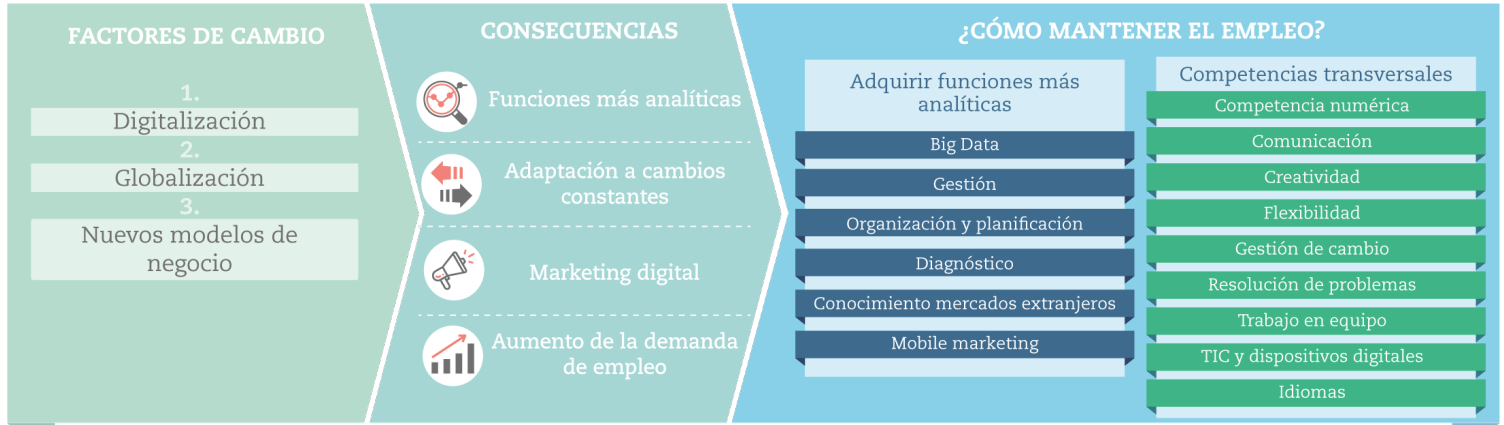 FACTORES DE CAMBIO
1.
Digitalización
2.
Globalización
3.
Nuevos modelos de
negocio
CONSECUENCIAS
Funciones más analíticas
Adaptación a cambios
constantes
Marketing digital
Aumento de la demanda
de empleo
¿CÓMO MANTENER EL EMPLEO?
Adquirir funciones más
analíticas
Big Data
Gestión
Organización y planificación
Diagnóstico
Conocimiento mercados extranjeros
Mobile marketing
Competencias transversales
Competencia numérica
Comunicación
Creatividad
Flexibilidad
Gestión de cambio
Resolución de problemas
Trabajo en equipo
TIC y dispositivos digitales
Idiomas